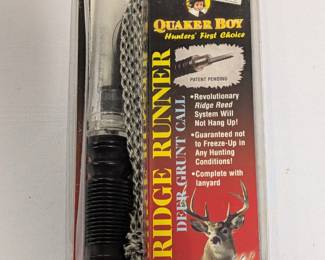 QUAKER BOY
Hunters' First Choice
PATENT PENDING
RIDGE RUNNER
DEER GRUNT CALL
• Revolutionary
Ridge Reed
System Will
Not Hang Up!
• Guaranteed not
to Freeze-Up in
Any Hunting
Conditions!
• Complete with
lanyard